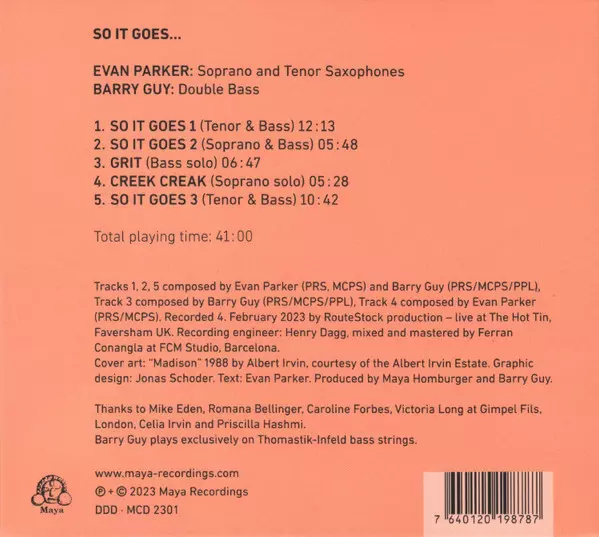 SO IT GOES...
EVAN PARKER: Soprano and Tenor Saxophones
BARRY GUY: Double Bass
1. SO IT GOES 1 (Tenor & Bass) 12:13
2. SO IT GOES 2 (Soprano & Bass) 05:48
3. GRIT (Bass solo) 06:47
4. CREEK CREAK (Soprano solo) 05:28
5. SO IT GOES 3 (Tenor & Bass) 10:42
Total playing time: 41:00
Tracks 1, 2, 5 composed by Evan Parker (PRS, MCPS) and Barry Guy (PRS/MCPS/PPL),
Track 3 composed by Barry Guy (PRS/MCPS/PPL), Track 4 composed by Evan Parker
(PRS/MCPS). Recorded 4. February 2023 by RouteStock production – live at The Hot Tin,
Faversham UK. Recording engineer: Henry Dagg, mixed and mastered by Ferran
Conangla at FCM Studio, Barcelona.
Cover art: "Madison" 1988 by Albert Irvin, courtesy of the Albert Irvin Estate. Graphic
design: Jonas Schoder. Text: Evan Parker. Produced by Maya Homburger and Barry Guy.
Thanks to Mike Eden, Romana Bellinger, Caroline Forbes, Victoria Long at Gimpel Fils,
London, Celia Irvin and Priscilla Hashmi.
Barry Guy plays exclusively on Thomastik-Infeld bass strings.
www.maya-recordings.com
℗ + © 2023 Maya Recordings
DDD · MCD 2301
Maya
7 640120 198787